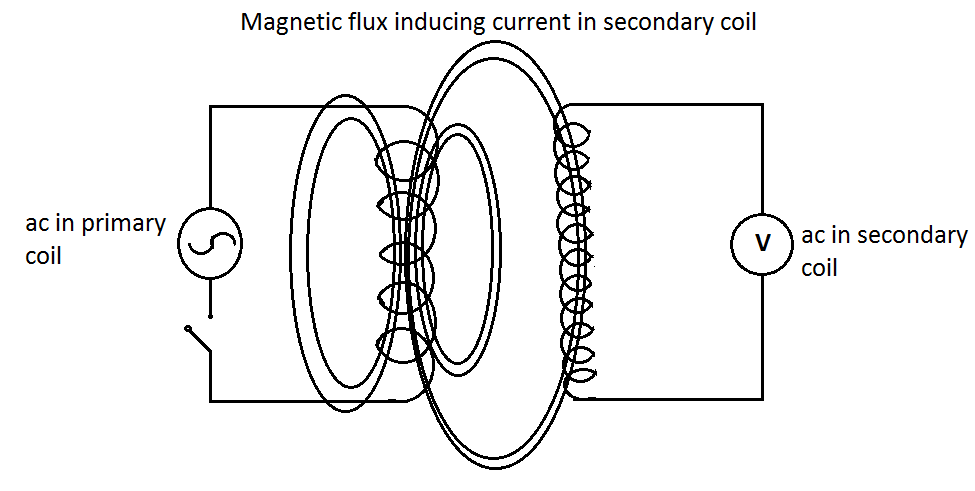 Magnetic flux inducing current in secondary coil
ac in primary
coil
V
ac in secondary
coil